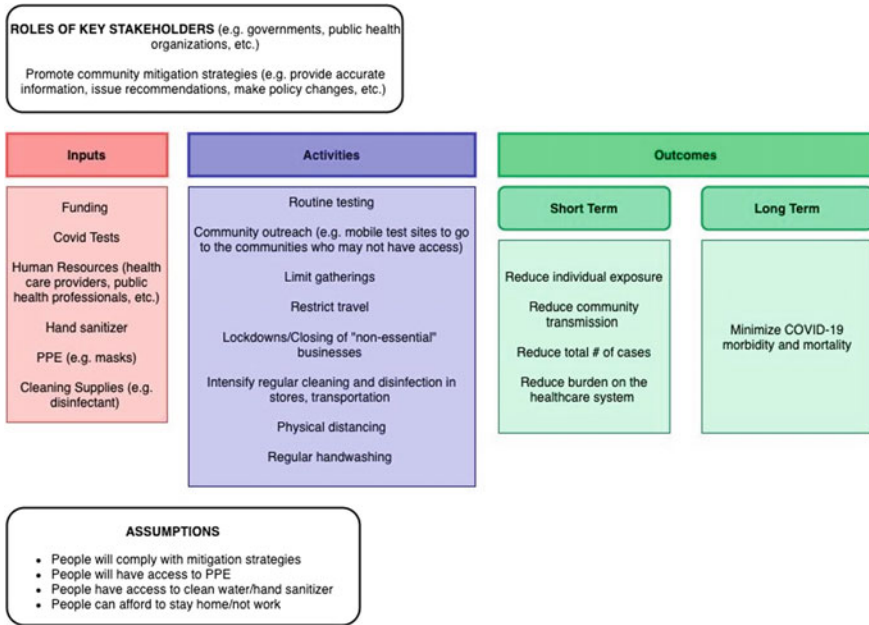 ROLES OF KEY STAKEHOLDERS (e.g. governments, public health
organizations, etc.)
Promote community mitigation strategies (e.g. provide accurate
information, issue recommendations, make policy changes, etc.)
Inputs
Funding
Covid Tests
Human Resources (health
care providers, public
health professionals, etc.)
Hand sanitizer
PPE (e.g. masks)
Cleaning Supplies (e.g.
disinfectant)
Activities
Routine testing
Community outreach (e.g. mobile test sites to go
to the communities who may not have access)
Limit gatherings
Restrict travel
Lockdowns/Closing of "non-essential"
businesses
Intensify regular cleaning and disinfection in
stores, transportation
Physical distancing
Regular handwashing
Outcomes
Short Term
Reduce individual exposure
Reduce community
transmission
Reduce total # of cases
Reduce burden on the
healthcare system
Long Term
Minimize COVID-19
morbidity and mortality
ASSUMPTIONS
• People will comply with mitigation strategies
• People will have access to PPE
• People have access to clean water/hand sanitizer
• People can afford to stay home/not work